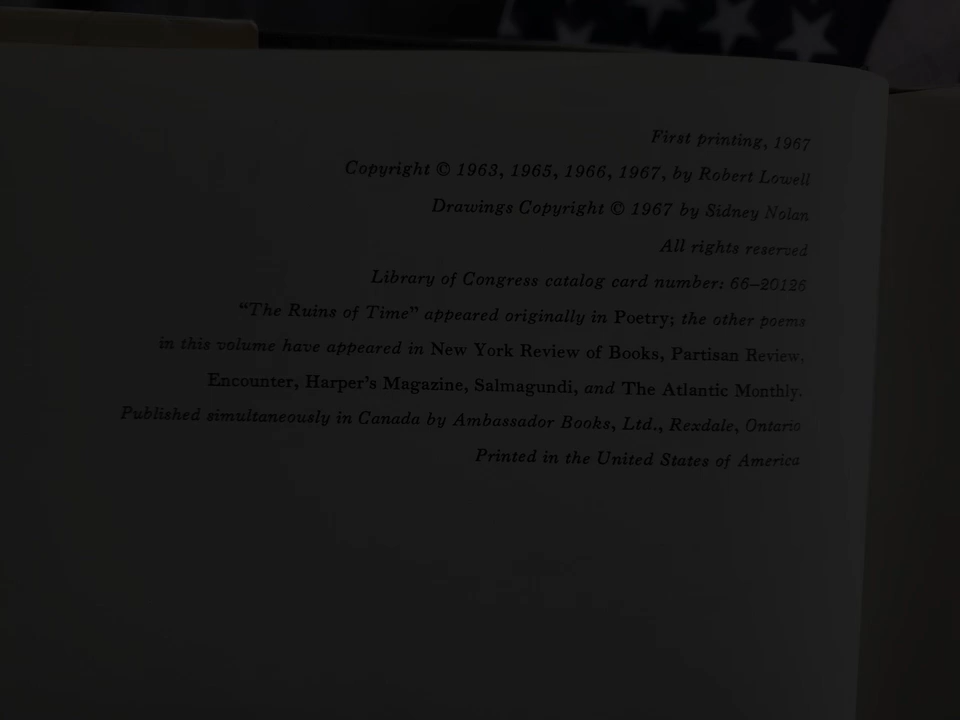 First printing, 1967
Copyright © 1963, 1965, 1966, 1967, by Robert Lowell
Drawings Copyright © 1967 by Sidney Nolan
All rights reserved
Library of Congress catalog card number: 66–20126
“The Ruins of Time” appeared originally in Poetry; the other poems
in this volume have appeared in New York Review of Books, Partisan Review,
Encounter, Harper's Magazine, Salmagundi, and The Atlantic Monthly.
Published simultaneously in Canada by Ambassador Books, Ltd., Rexdale, Ontario
Printed in the United States of America